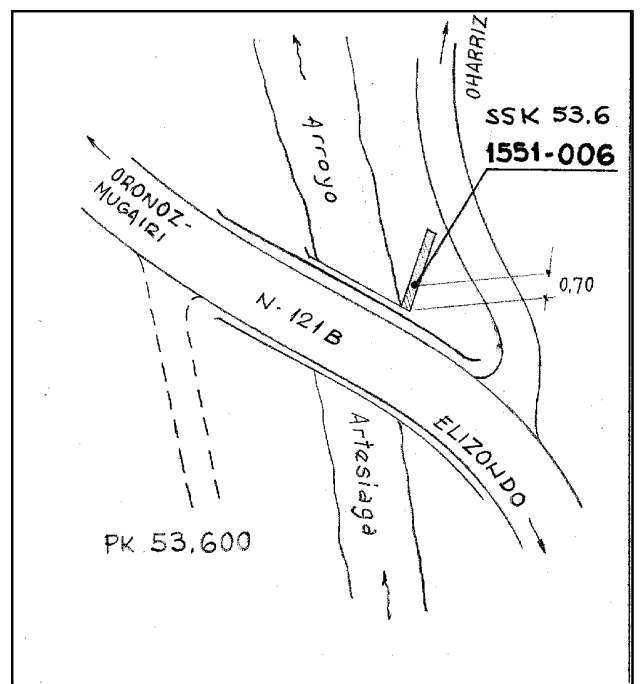 OHARRIZ
SSK 53.6
1551-006
Arroyo
ORONOZ-
MUGAIRI
0,70
N-121B
ELIZONDO
Artesiaga
PK 53,600